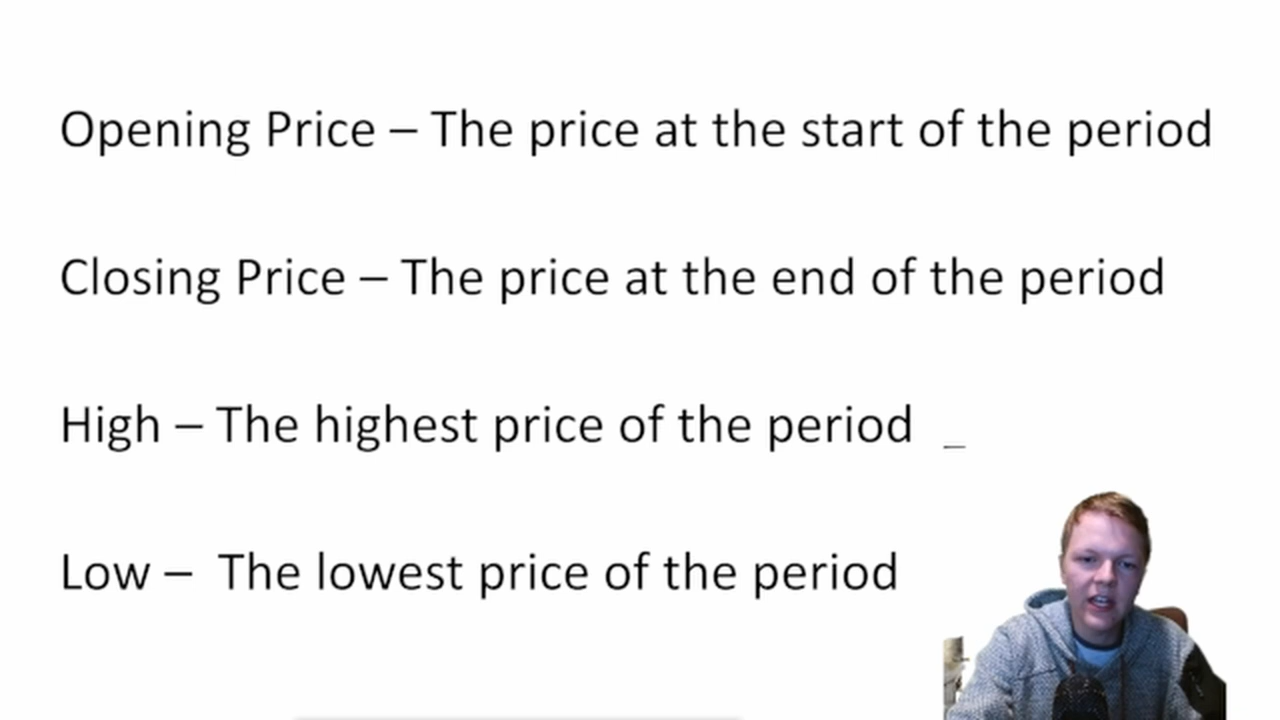 Opening Price – The price at the start of the period
Closing Price – The price at the end of the period
High – The highest price of the period
Low – The lowest price of the period